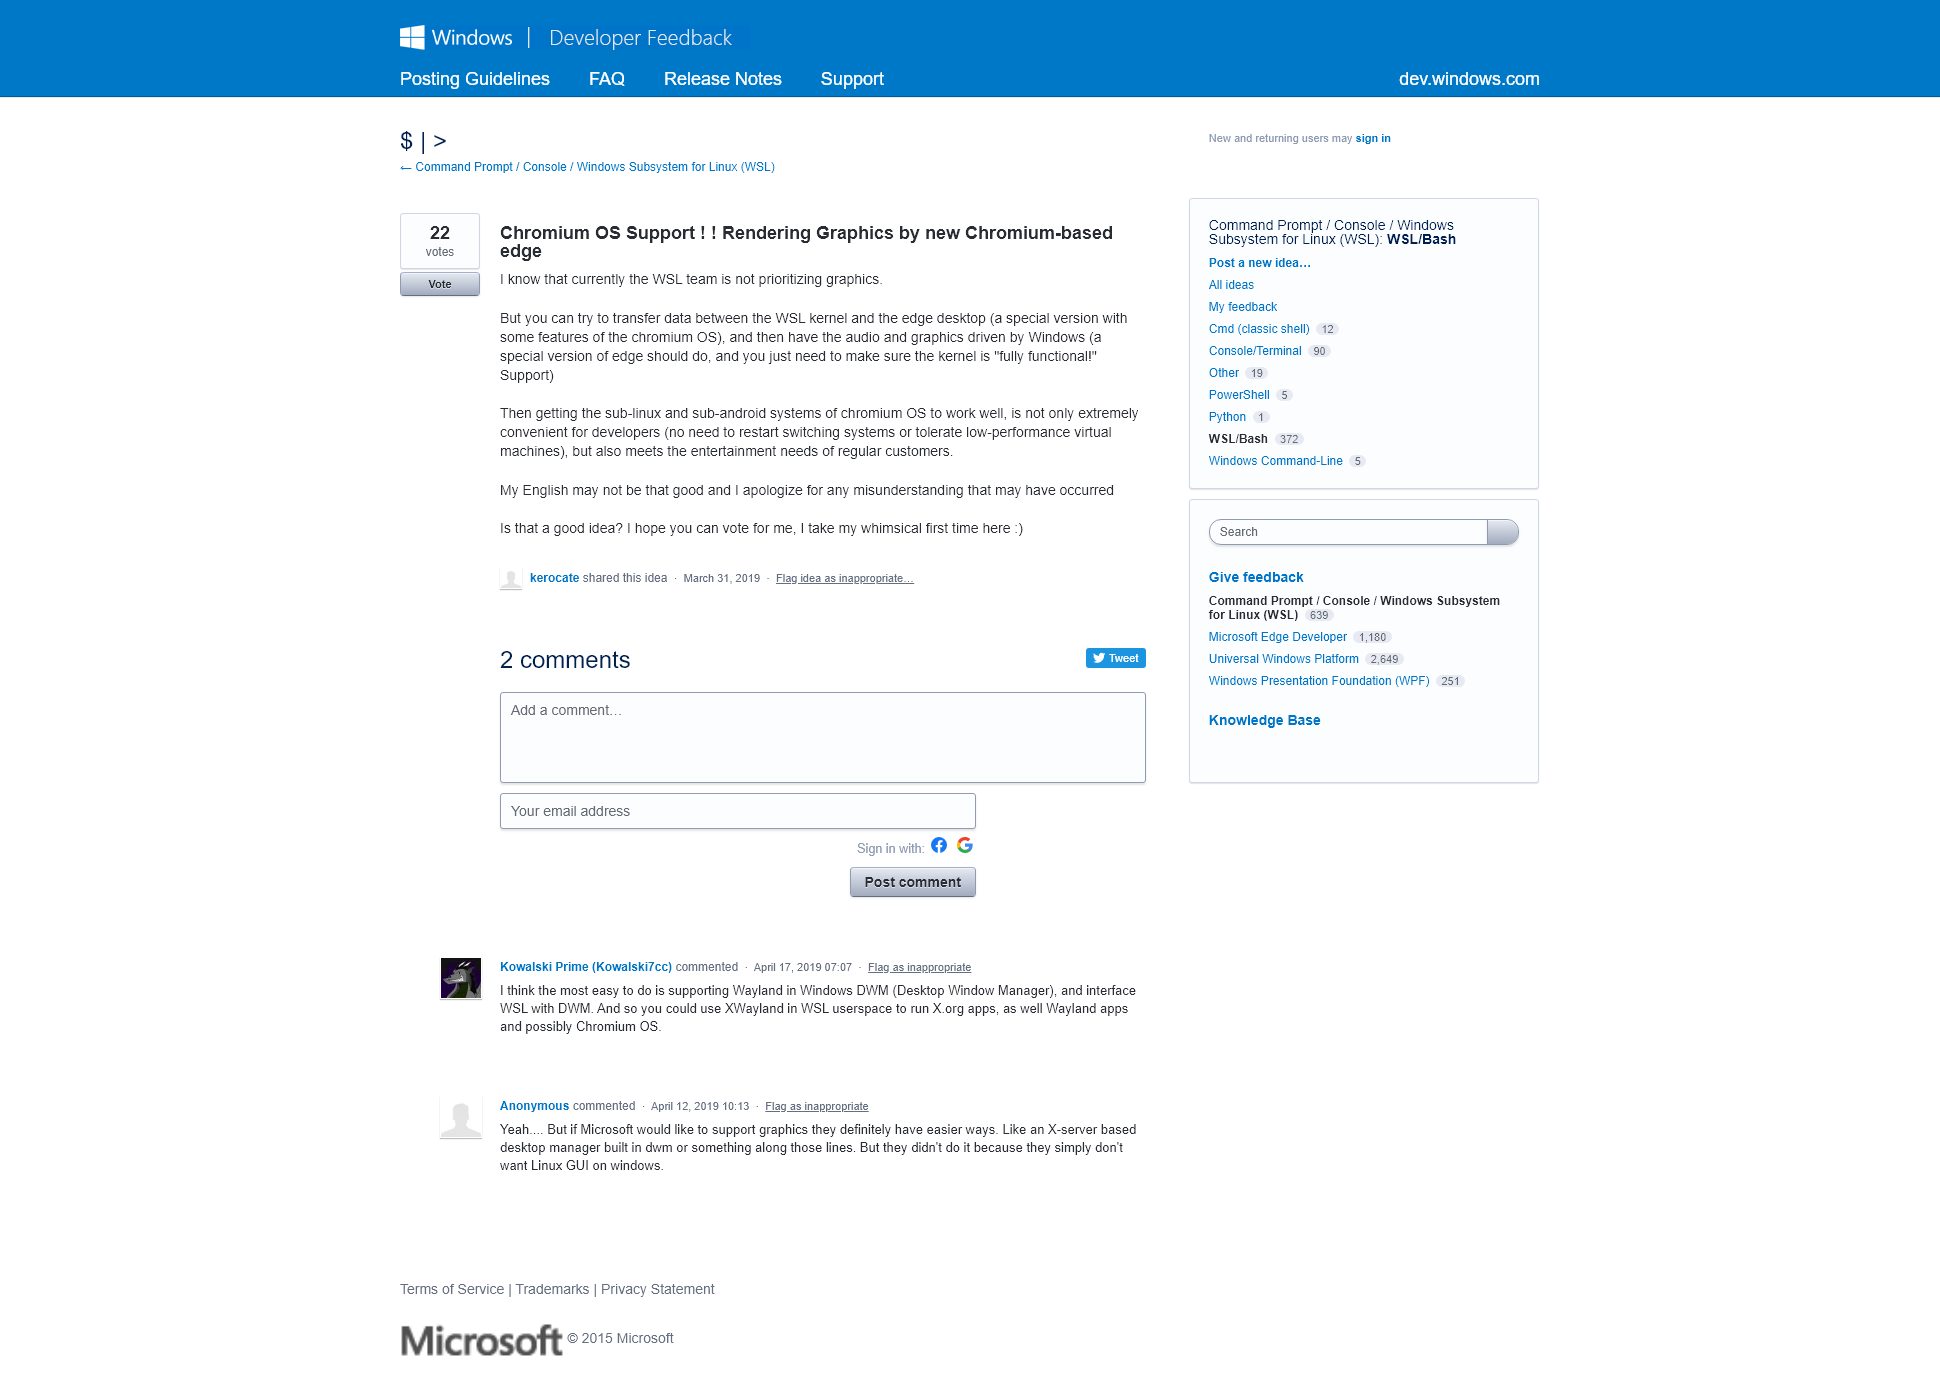 Windows | Developer Feedback
Posting Guidelines FAQ Release Notes Support dev.windows.com
$ | >
New and returning users may sign in
← Command Prompt / Console / Windows Subsystem for Linux (WSL)
22
votes
Vote
Chromium OS Support ! ! Rendering Graphics by new Chromium-based
edge
I know that currently the WSL team is not prioritizing graphics.
But you can try to transfer data between the WSL kernel and the edge desktop (a special version with
some features of the chromium OS), and then have the audio and graphics driven by Windows (a
special version of edge should do, and you just need to make sure the kernel is "fully functional!"
Support)
Then getting the sub-linux and sub-android systems of chromium OS to work well, is not only extremely
convenient for developers (no need to restart switching systems or tolerate low-performance virtual
machines), but also meets the entertainment needs of regular customers.
My English may not be that good and I apologize for any misunderstanding that may have occurred
Is that a good idea? I hope you can vote for me, I take my whimsical first time here :)
kerocate shared this idea · March 31, 2019 · Flag idea as inappropriate…
2 comments
Tweet
Add a comment…
Your email address
Sign in with:
Post comment
Kowalski Prime (Kowalski7cc) commented · April 17, 2019 07:07 · Flag as inappropriate
I think the most easy to do is supporting Wayland in Windows DWM (Desktop Window Manager), and interface
WSL with DWM. And so you could use XWayland in WSL userspace to run X.org apps, as well Wayland apps
and possibly Chromium OS.
Anonymous commented · April 12, 2019 10:13 · Flag as inappropriate
Yeah.... But if Microsoft would like to support graphics they definitely have easier ways. Like an X-server based
desktop manager built in dwm or something along those lines. But they didn't do it because they simply don't
want Linux GUI on windows.
Command Prompt / Console / Windows
Subsystem for Linux (WSL): WSL/Bash
Post a new idea…
All ideas
My feedback
Cmd (classic shell) 12
Console/Terminal 90
Other 19
PowerShell 5
Python 1
WSL/Bash 372
Windows Command-Line 5
Search
Give feedback
Command Prompt / Console / Windows Subsystem
for Linux (WSL) 639
Microsoft Edge Developer 1,180
Universal Windows Platform 2,649
Windows Presentation Foundation (WPF) 251
Knowledge Base
Terms of Service | Trademarks | Privacy Statement
Microsoft © 2015 Microsoft